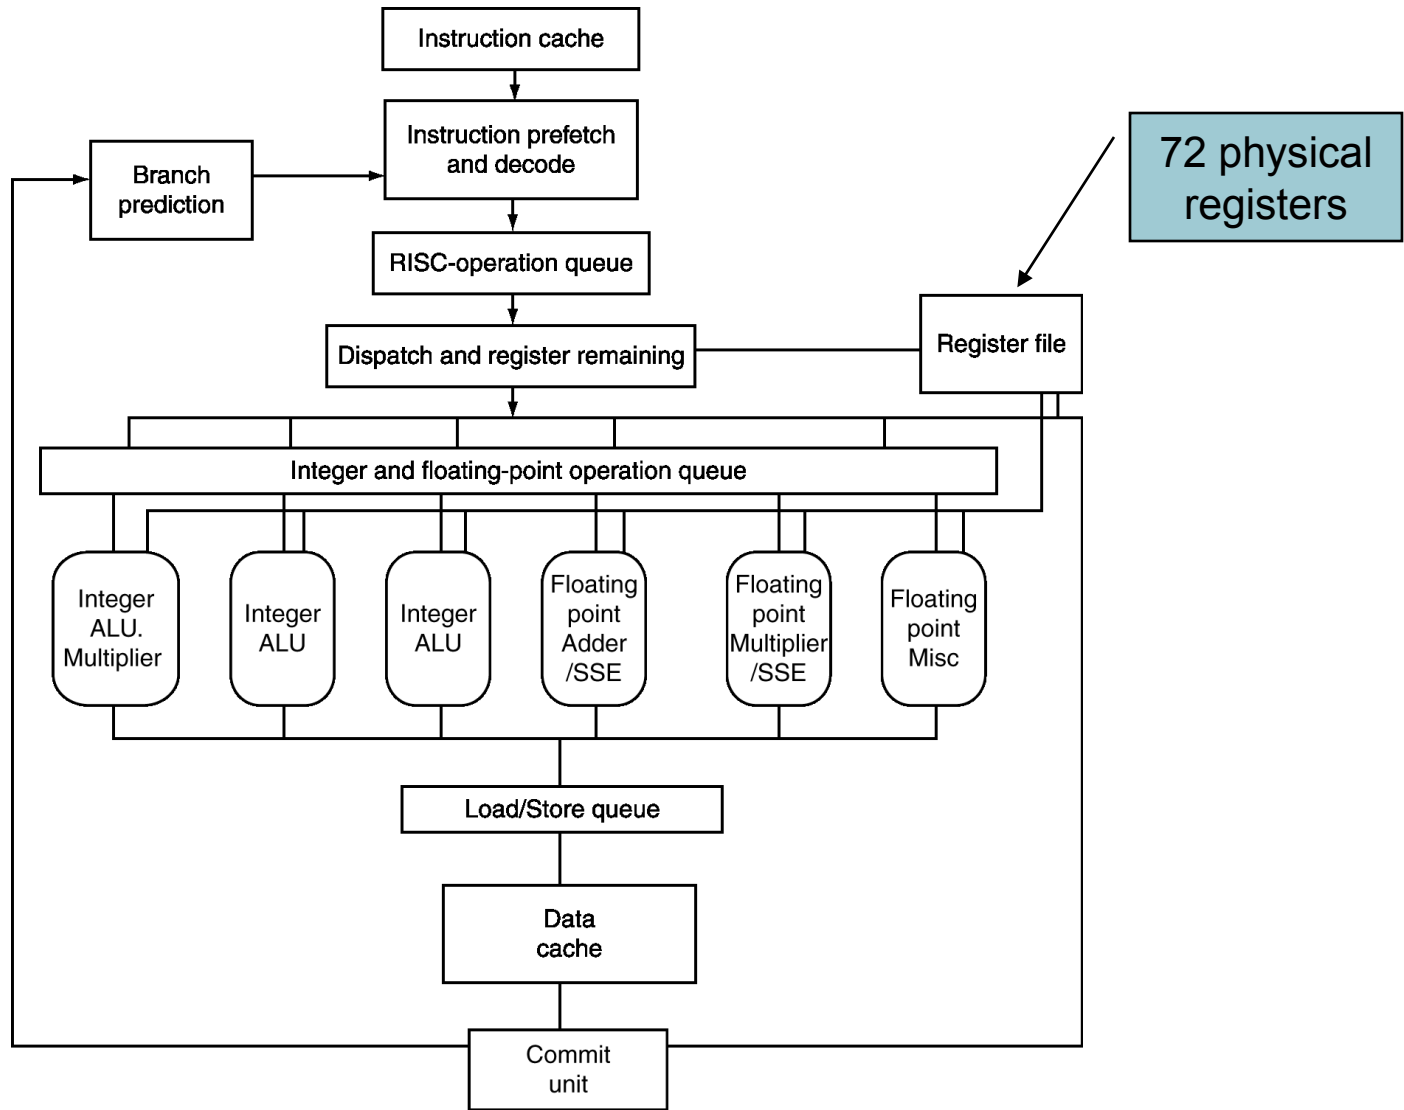 Instruction cache
Instruction prefetch
and decode
72 physical
registers
Branch
prediction
RISC-operation queue
Dispatch and register remaining
Register file
Integer and floating-point operation queue
Integer
ALU.
Multiplier
Integer
ALU
Integer
ALU
Floating
point
Adder
/SSE
Floating
point
Multiplier
/SSE
Floating
point
Misc
Load/Store queue
Data
cache
Commit
unit